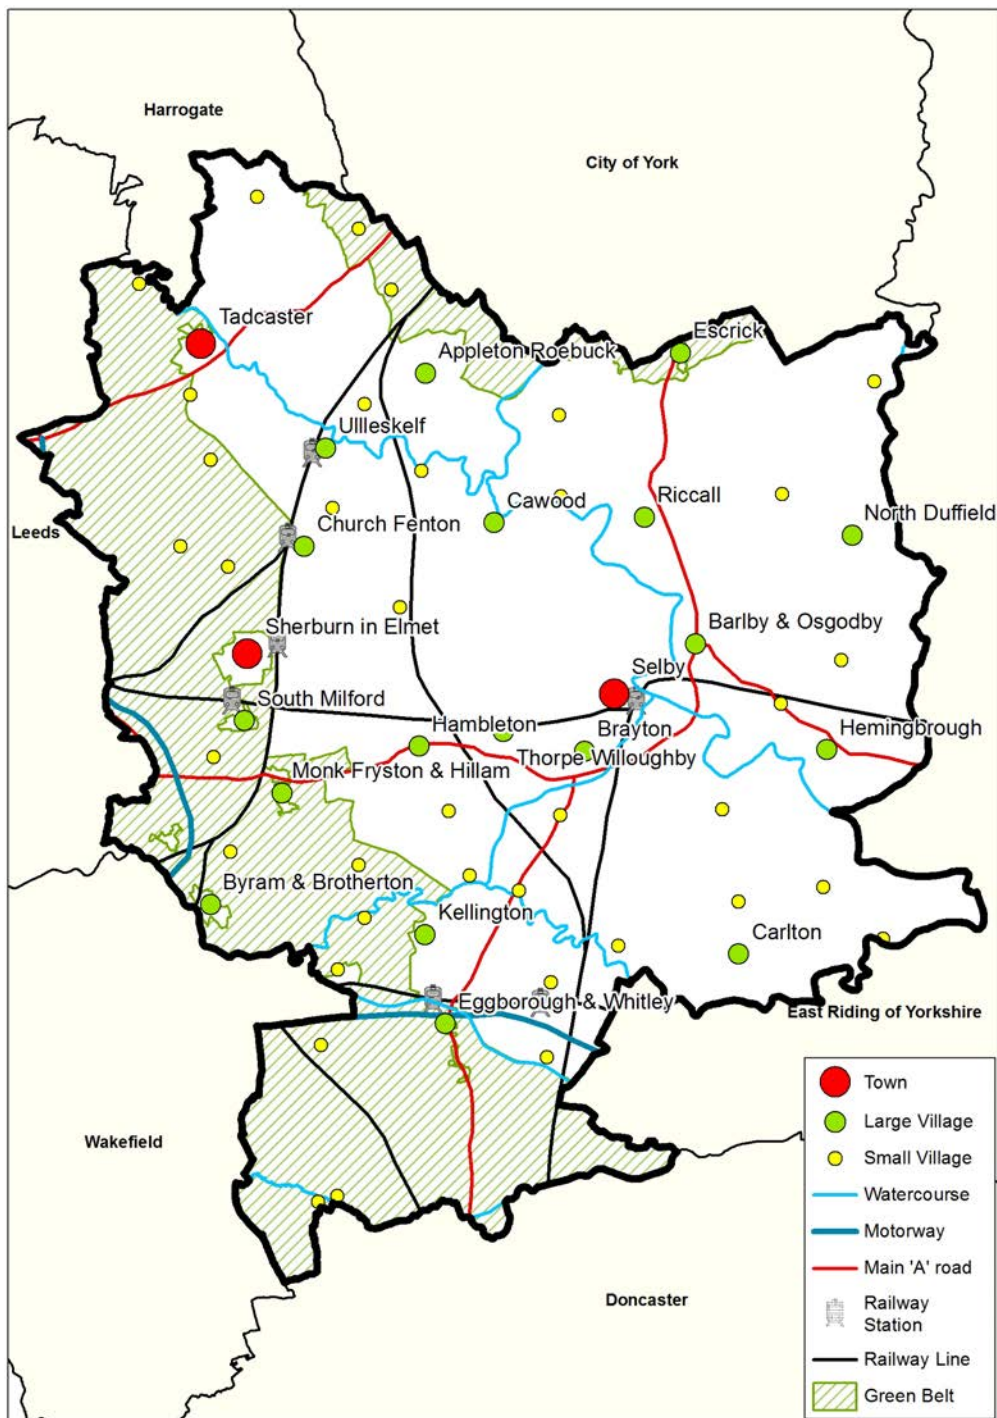 Harrogate
City of York
Tadcaster
Escrick
Appleton Roebuck
Ullleskelf
Cawood
Riccall
North Duffield
Leeds
Church Fenton
Barlby & Osgodby
Sherburn in Elmet
Selby
South Milford
Hambleton
Brayton
Hemingbrough
Thorpe Willoughby
Monk Fryston & Hillam
Byram & Brotherton
Kellington
Carlton
Eggborough & Whitley
East Riding of Yorkshire
Wakefield
Doncaster
Town
Large Village
Small Village
Watercourse
Motorway
Main 'A' road
Railway
Station
Railway Line
Green Belt